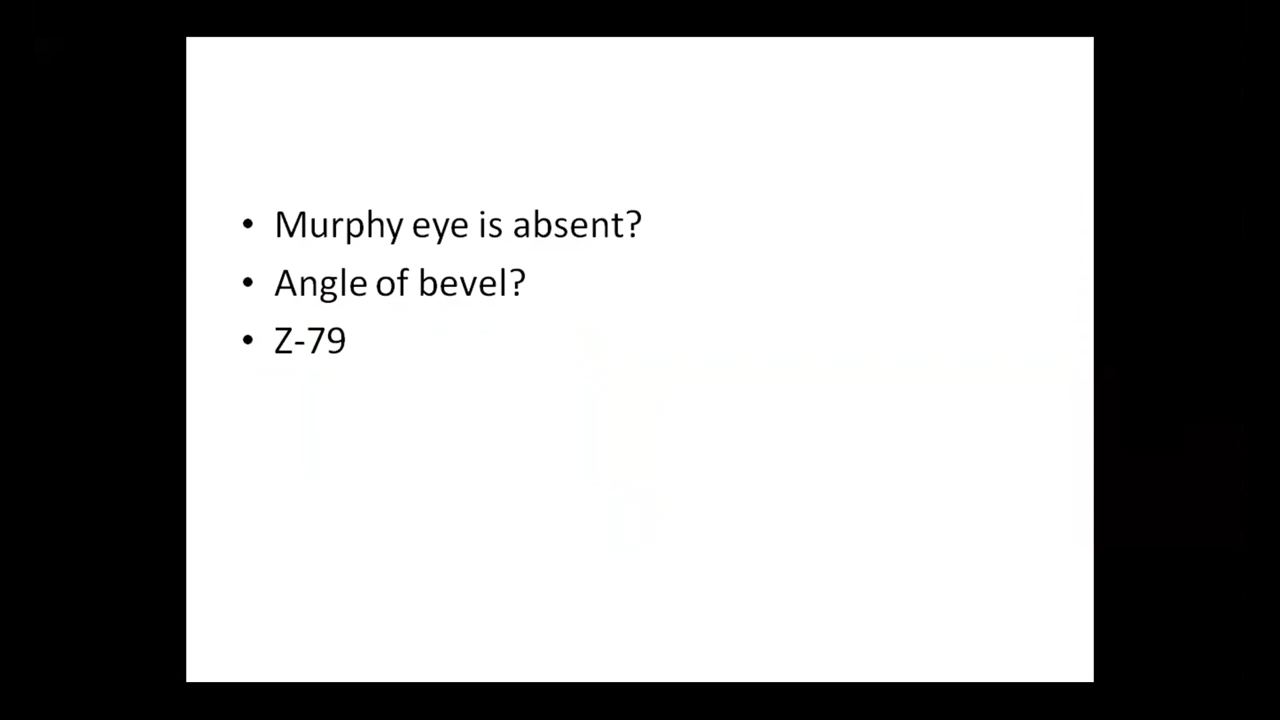 • Murphy eye is absent?
• Angle of bevel?
• Z-79